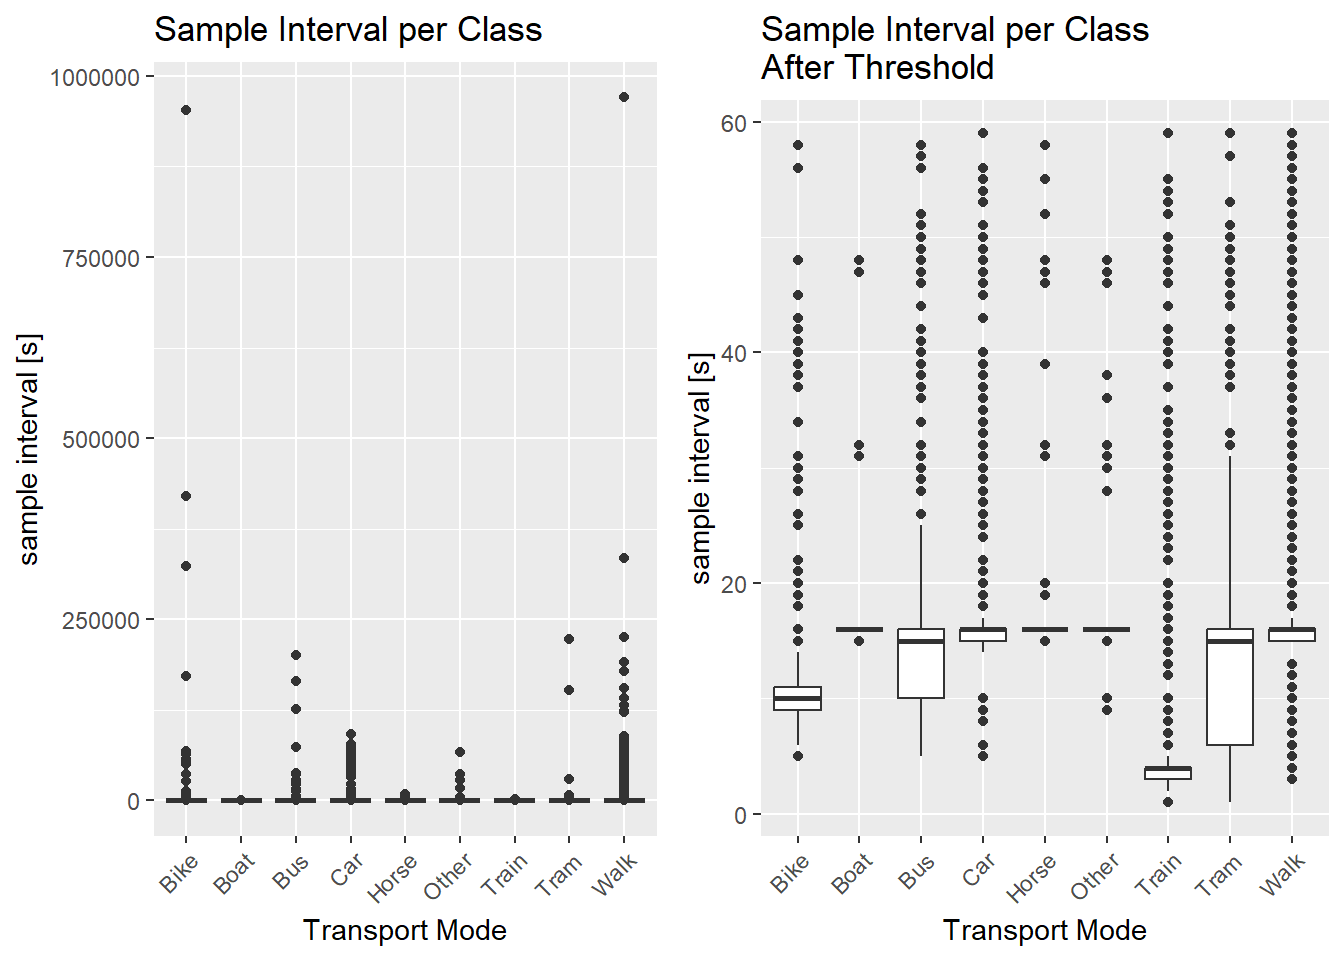 Sample Interval per Class
1000000
750000
500000
250000
0
sample interval [s]
Bike
Boat
Bus
Car
Horse
Other
Train
Tram
Walk
Transport Mode
Sample Interval per Class
After Threshold
60
40
20
0
sample interval [s]
Bike
Boat
Bus
Car
Horse
Other
Train
Tram
Walk
Transport Mode